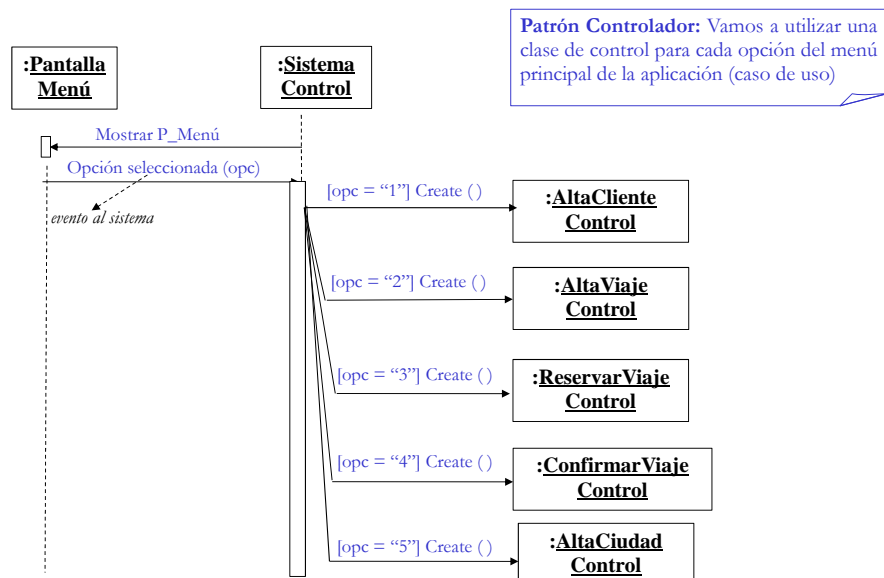 Patrón Controlador: Vamos a utilizar una
clase de control para cada opción del menú
principal de la aplicación (caso de uso)
:Pantalla
Menú
:Sistema
Control
Mostrar P_Menú
Opción seleccionada (opc)
evento al sistema
[opc = “1”] Create ( )
:AltaCliente
Control
[opc = “2”] Create ( )
:AltaViaje
Control
[opc = “3”] Create ( )
:ReservarViaje
Control
[opc = “4”] Create ( )
:ConfirmarViaje
Control
[opc = “5”] Create ( )
:AltaCiudad
Control